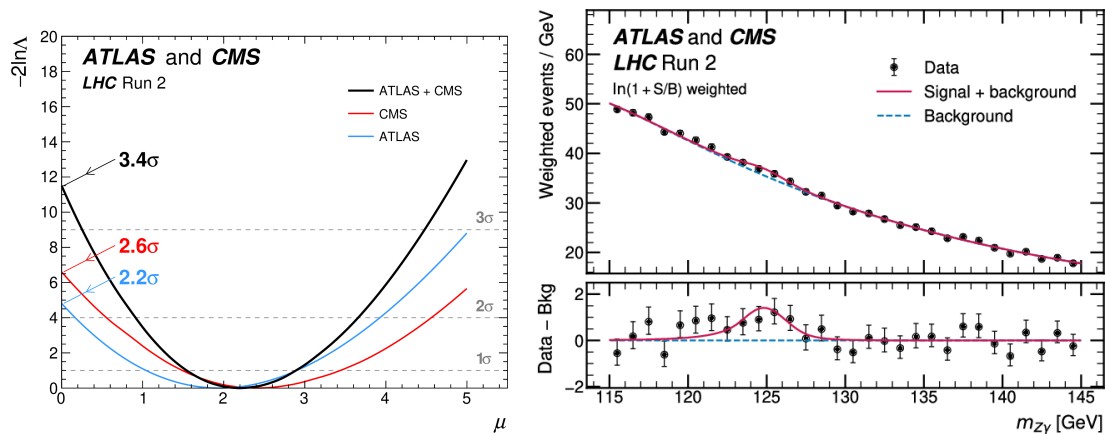 −2lnΛ
20
18
16
14
12
10
8
6
4
2
0
ATLAS and CMS
LHC Run 2
ATLAS + CMS
CMS
ATLAS
3.4σ
2.6σ
2.2σ
3σ
2σ
1σ
0 1 2 3 4 5
μ
Weighted events / GeV
60
50
40
30
20
ATLAS and CMS
LHC Run 2
ln(1 + S/B) weighted
Data
Signal + background
Background
Data − Bkg
2
0
−2
115 120 125 130 135 140 145
mZγ [GeV]